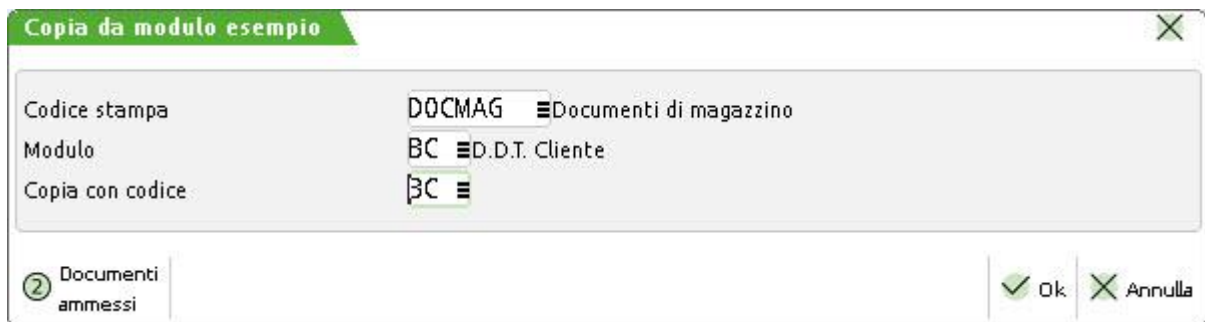 Copia da modulo esempio
Codice stampa DOCMAG Documenti di magazzino
Modulo BC D.D.T. Cliente
Copia con codice BC
2 Documenti ammessi
Ok Annulla